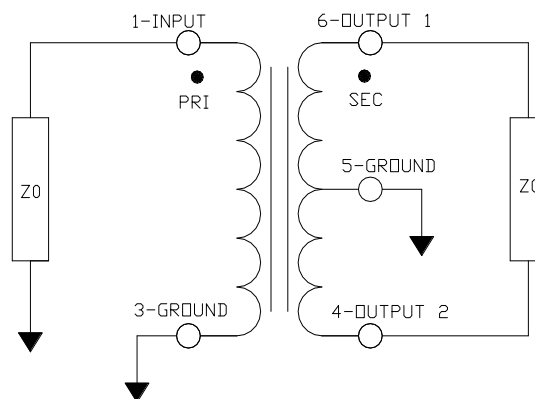 1-INPUT
6-OUTPUT 1
PRI
SEC
5-GROUND
Z0
Z0
3-GROUND
4-OUTPUT 2